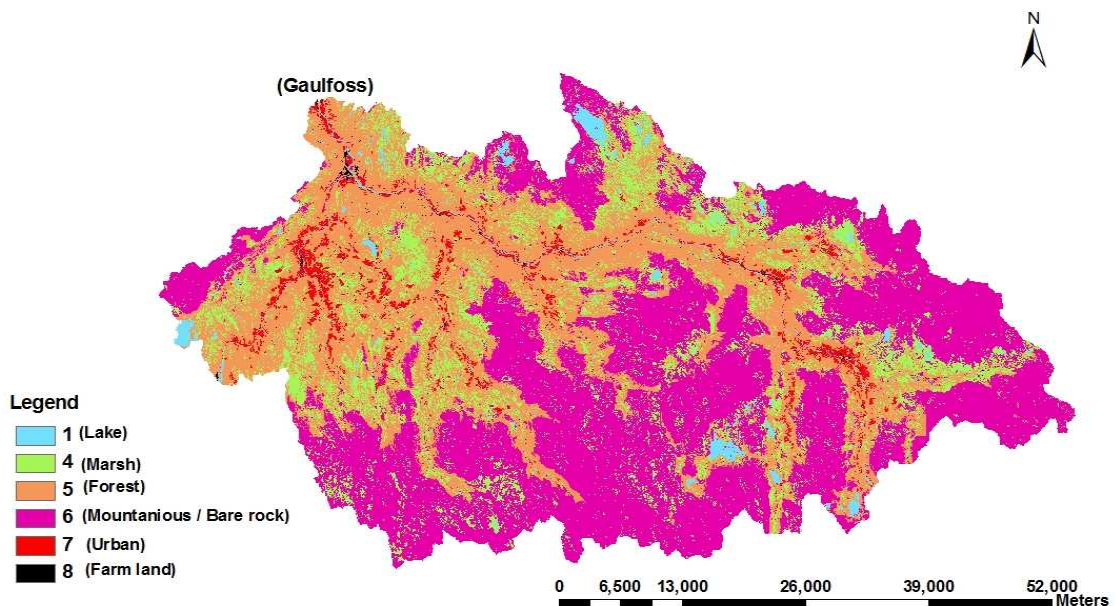 N
(Gaulfoss)
Legend
1 (Lake)
4 (Marsh)
5 (Forest)
6 (Mountanious / Bare rock)
7 (Urban)
8 (Farm land)
0 6,500 13,000 26,000 39,000 52,000
Meters